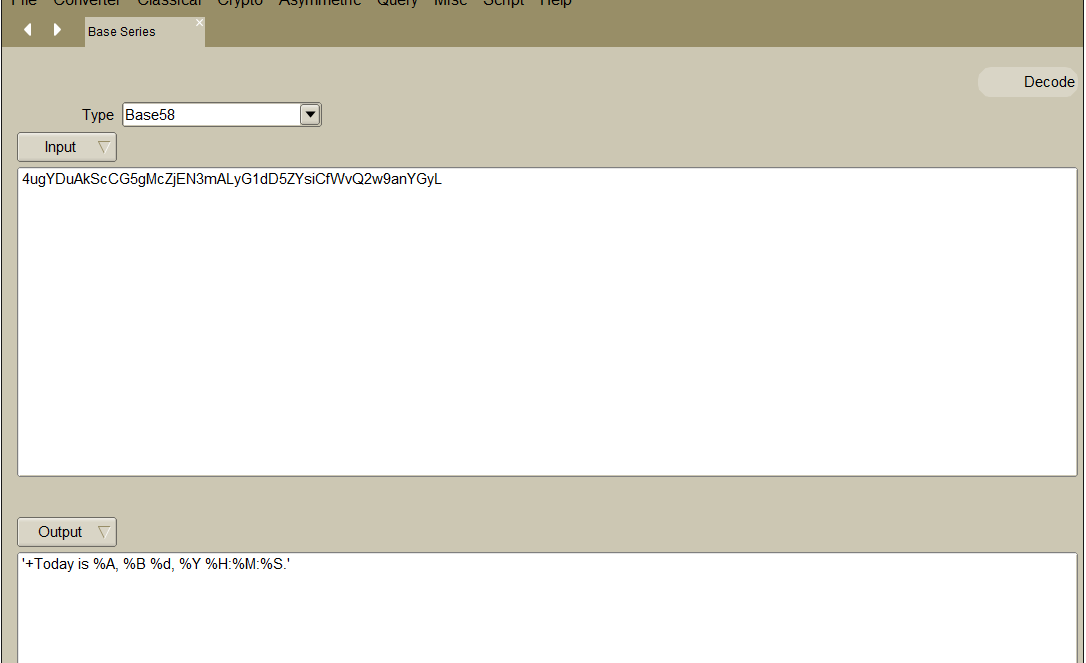 File Converter Classical Crypto Asymmetric Query Misc Script Help
Base Series ×
Decode
Type Base58
Input
4ugYDuAkScCG5gMcZjEN3mALyG1dD5ZYsiCfWvQ2w9anYGyL
Output
'+Today is %A, %B %d, %Y %H:%M:%S.'